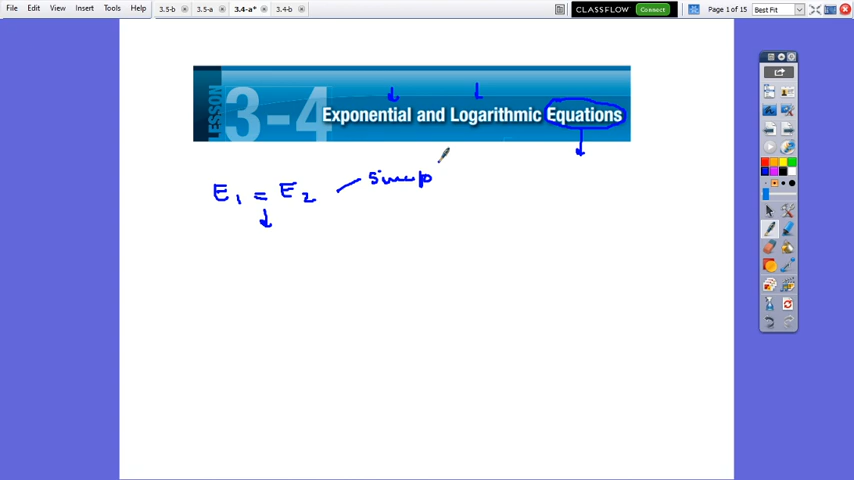 File Edit View Insert Tools Help
3.5-b 3.5-a 3.4-a* 3.4-b
CLASSFLOW Connect
Page 1 of 15 Best Fit
LESSON 3-4 Exponential and Logarithmic Equations
E1 = E2
simp